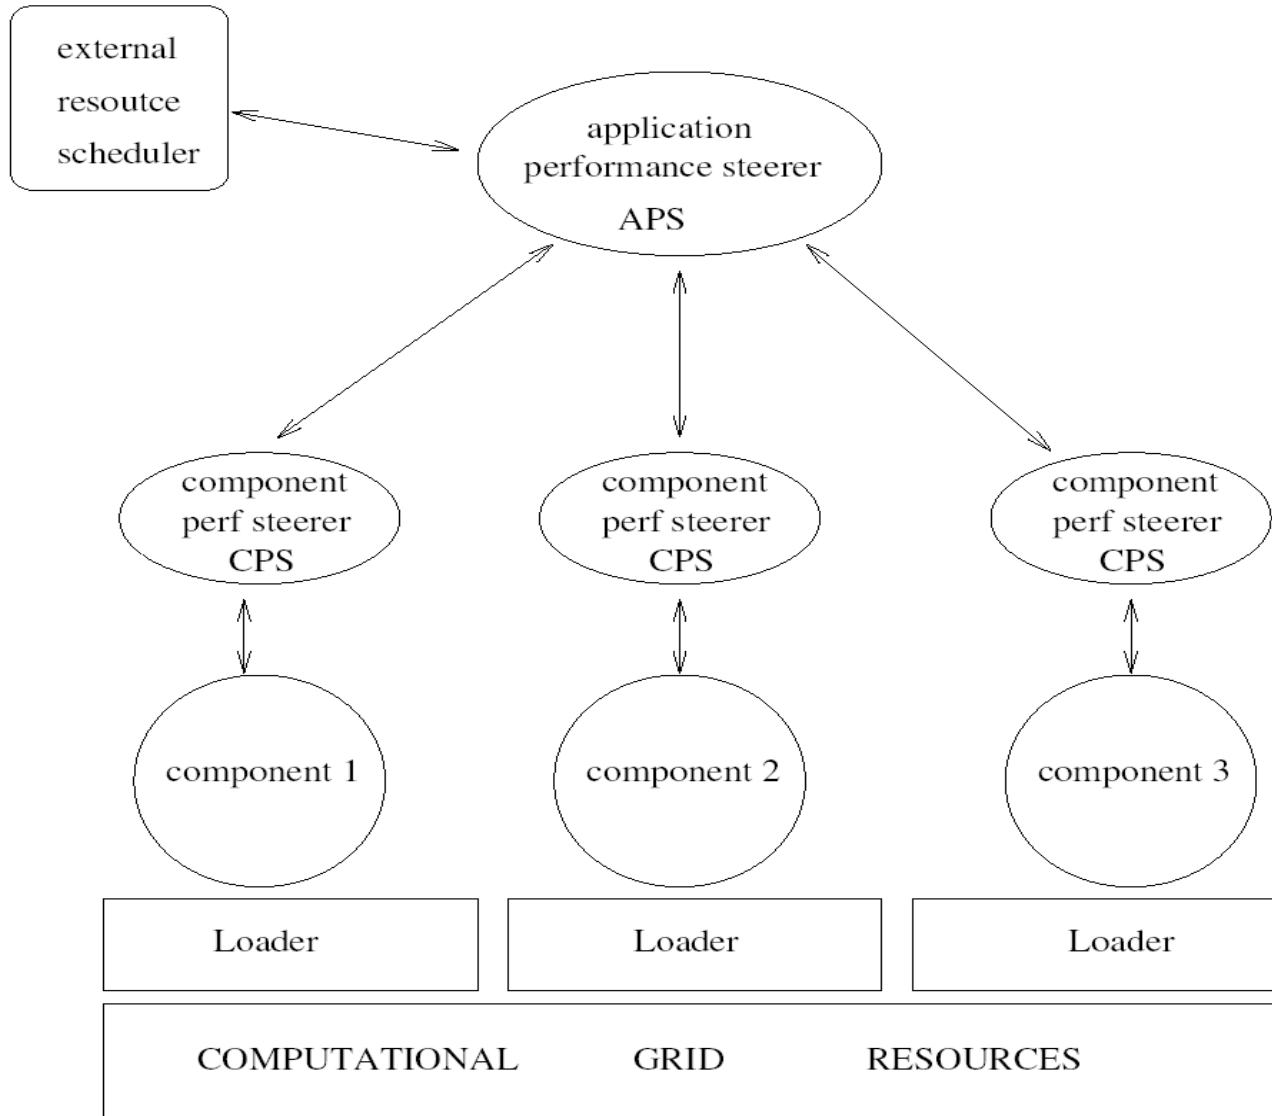 external
resoutce
scheduler
application
performance steerer
APS
component
perf steerer
CPS
component
perf steerer
CPS
component
perf steerer
CPS
component 1
component 2
component 3
Loader
Loader
Loader
COMPUTATIONAL GRID RESOURCES